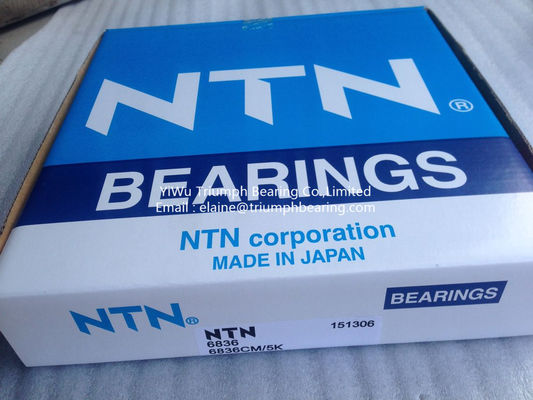 NTN®
BEARINGS
YiWu Triumph Bearing Co.,Limited
Email : elaine@triumphbearing.com
NTN corporation
MADE IN JAPAN
BEARINGS
NTN®
NTN 151306
6836
6836CM/5K